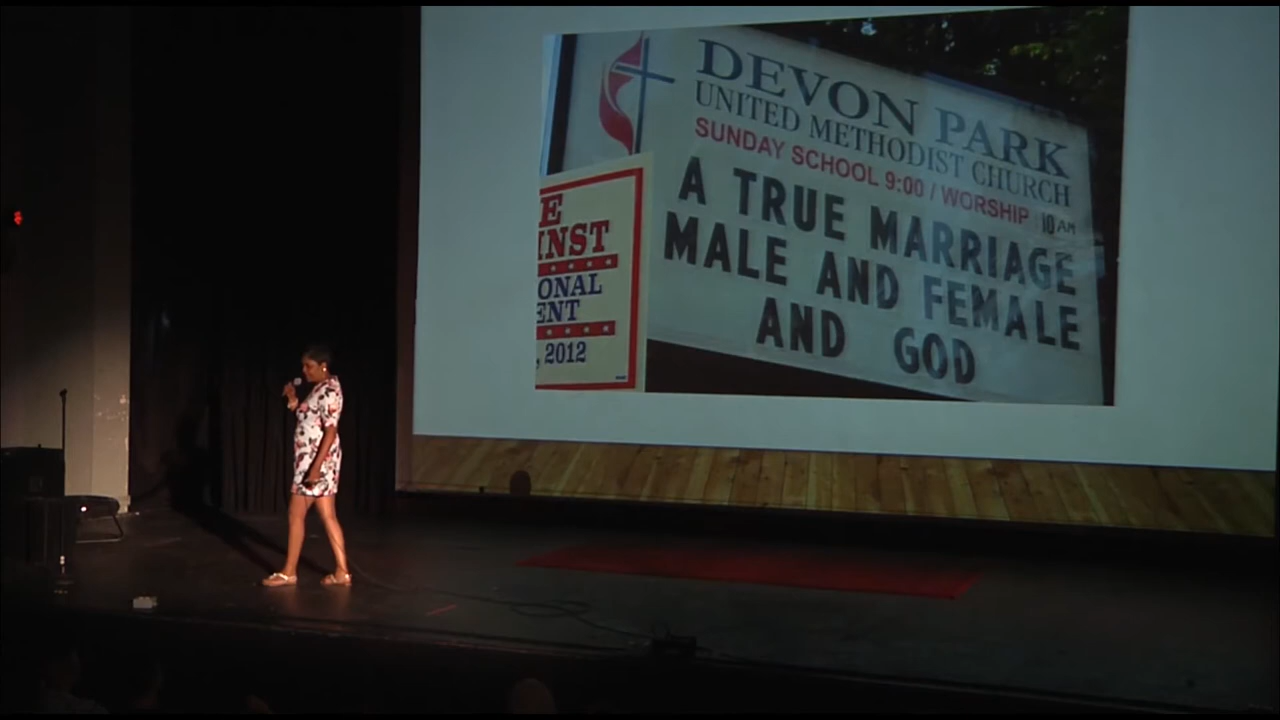 DEVON PARK
UNITED METHODIST CHURCH
SUNDAY SCHOOL 9:00 / WORSHIP 10 AM
A TRUE MARRIAGE
MALE AND FEMALE
AND GOD
E
INST
ONAL
ENT
, 2012